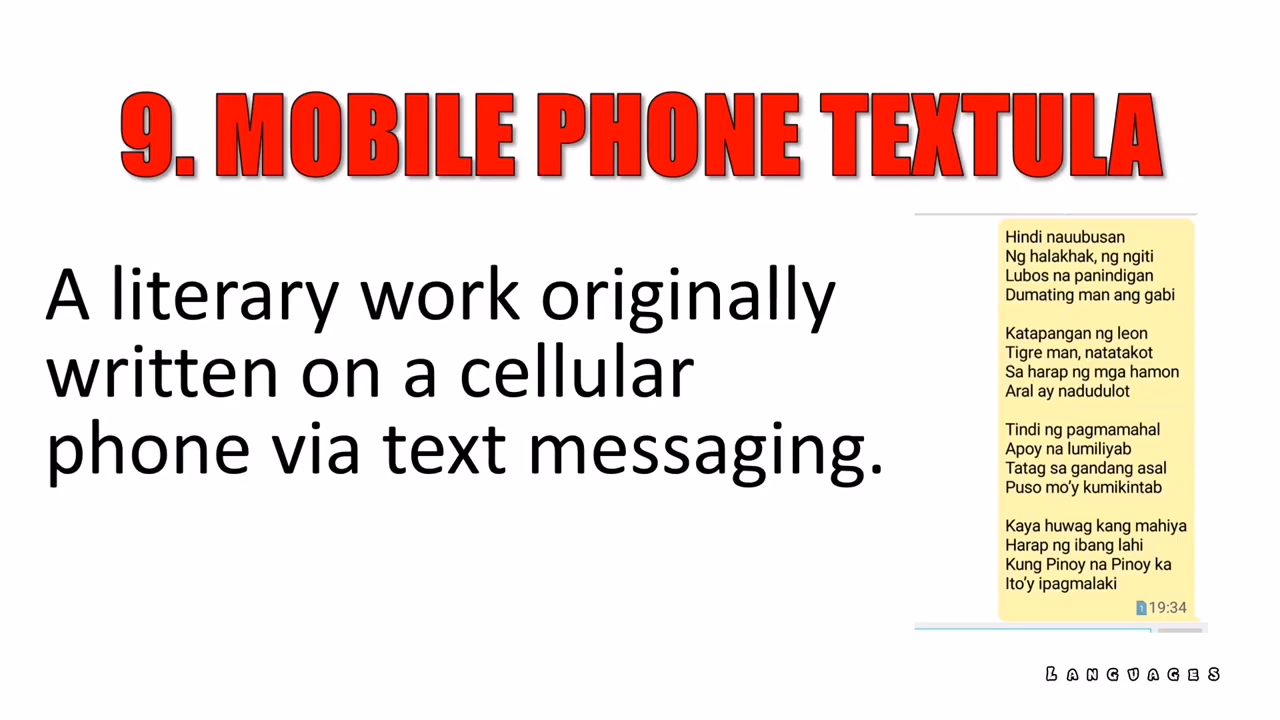 9. MOBILE PHONE TEXTULA
A literary work originally
written on a cellular
phone via text messaging.
Hindi nauubusan
Ng halakhak, ng ngiti
Lubos na panindigan
Dumating man ang gabi
Katapangan ng leon
Tigre man, natatakot
Sa harap ng mga hamon
Aral ay nadudulot
Tindi ng pagmamahal
Apoy na lumiliyab
Tatag sa gandang asal
Puso mo'y kumikintab
Kaya huwag kang mahiya
Harap ng ibang lahi
Kung Pinoy na Pinoy ka
Ito'y ipagmalaki
1 19:34
LANGUAGES